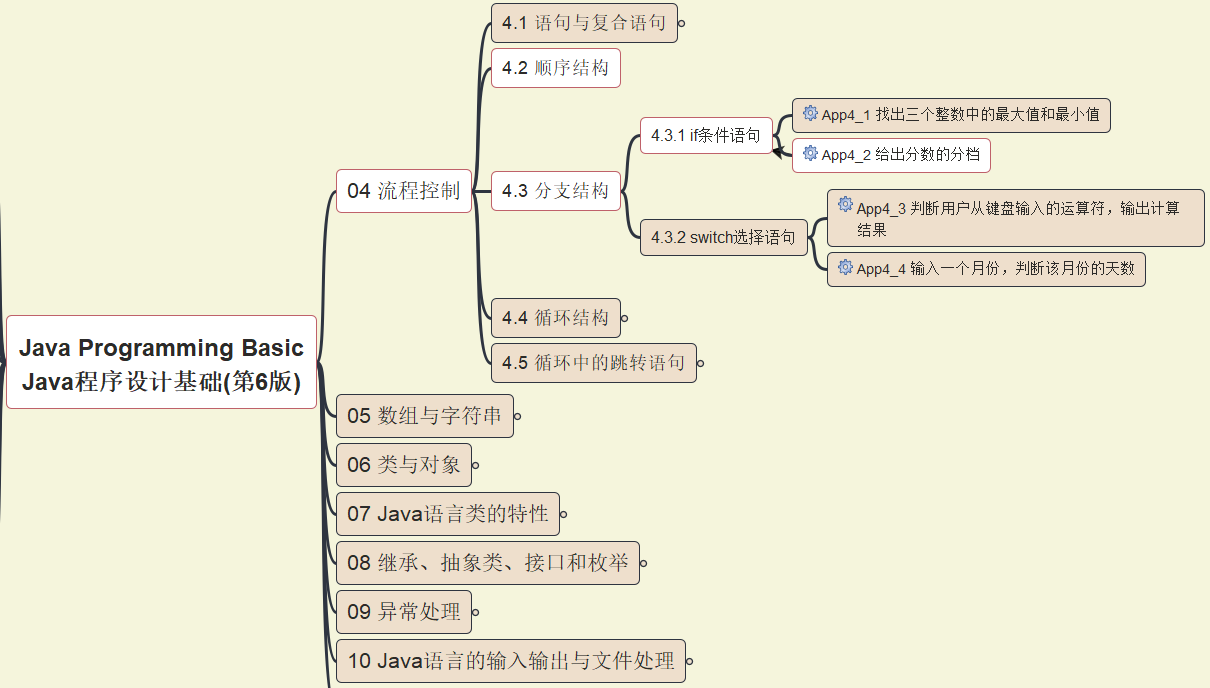 Java Programming Basic
Java程序设计基础(第6版)
04 流程控制
4.1 语句与复合语句
4.2 顺序结构
4.3 分支结构
4.3.1 if条件语句
App4_1 找出三个整数中的最大值和最小值
App4_2 给出分数的分档
4.3.2 switch选择语句
App4_3 判断用户从键盘输入的运算符，输出计算
结果
App4_4 输入一个月份，判断该月份的天数
4.4 循环结构
4.5 循环中的跳转语句
05 数组与字符串
06 类与对象
07 Java语言类的特性
08 继承、抽象类、接口和枚举
09 异常处理
10 Java语言的输入输出与文件处理